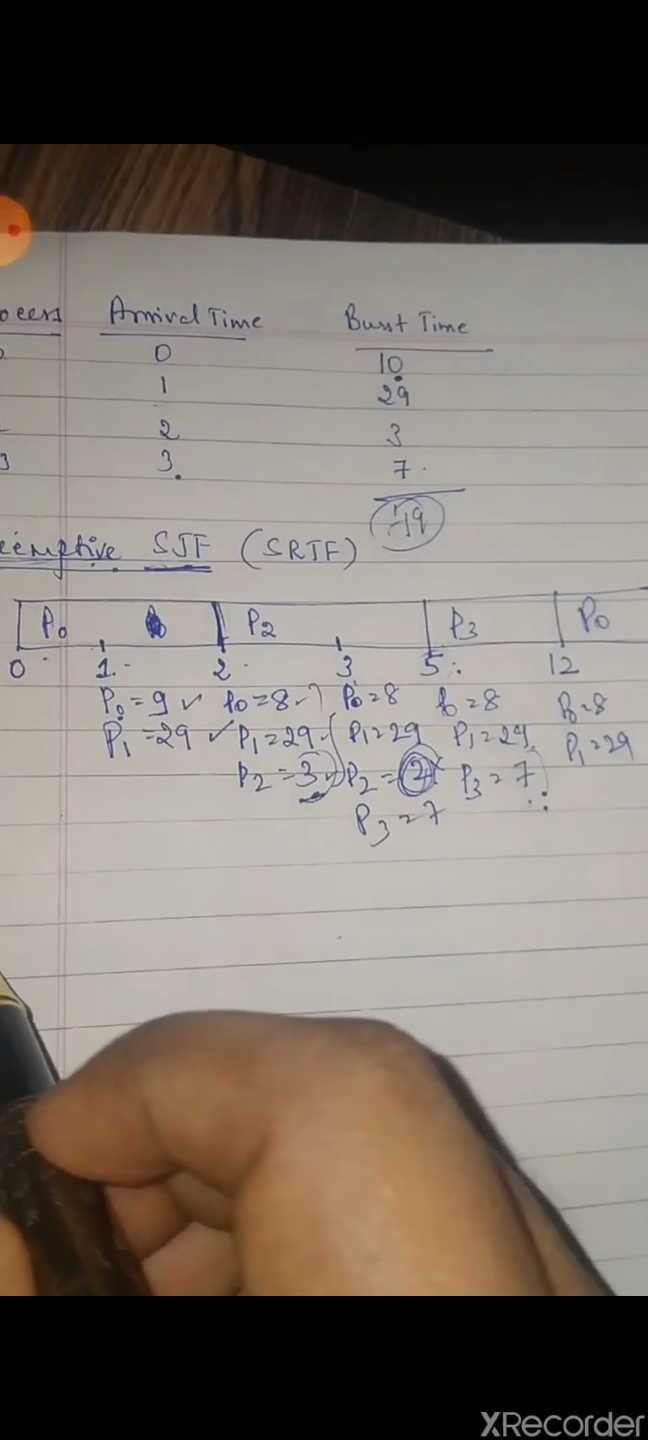 Arrival Time Burst Time
0 10
1 29
2 3
3 3 7
49
eemptive SJF (SRTF)
P0 P2 P3 P0
0 1 2 3 5 12
P0 = 9 ✓ P0 = 8 P0 = 8 P0 = 8 P0 = 8
P1 = 29 ✓ P1 = 29 P1 = 29 P1 = 29 P1 = 29
P2 = 3 P2 = 2 P3 = 7
P3 = 7
XRecorder